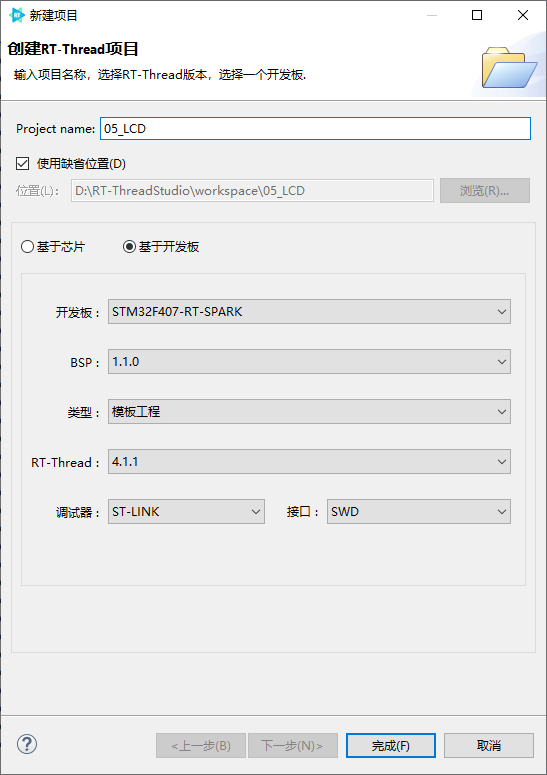 新建项目
创建RT-Thread项目
输入项目名称，选择RT-Thread版本，选择一个开发板.
Project name: 05_LCD
使用缺省位置(D)
位置(L)： D:\RT-ThreadStudio\workspace\05_LCD 浏览(R)...
基于芯片 基于开发板
开发板： STM32F407-RT-SPARK
BSP： 1.1.0
类型： 模板工程
RT-Thread： 4.1.1
调试器： ST-LINK 接口： SWD
? <上一步(B) 下一步(N)> 完成(F) 取消